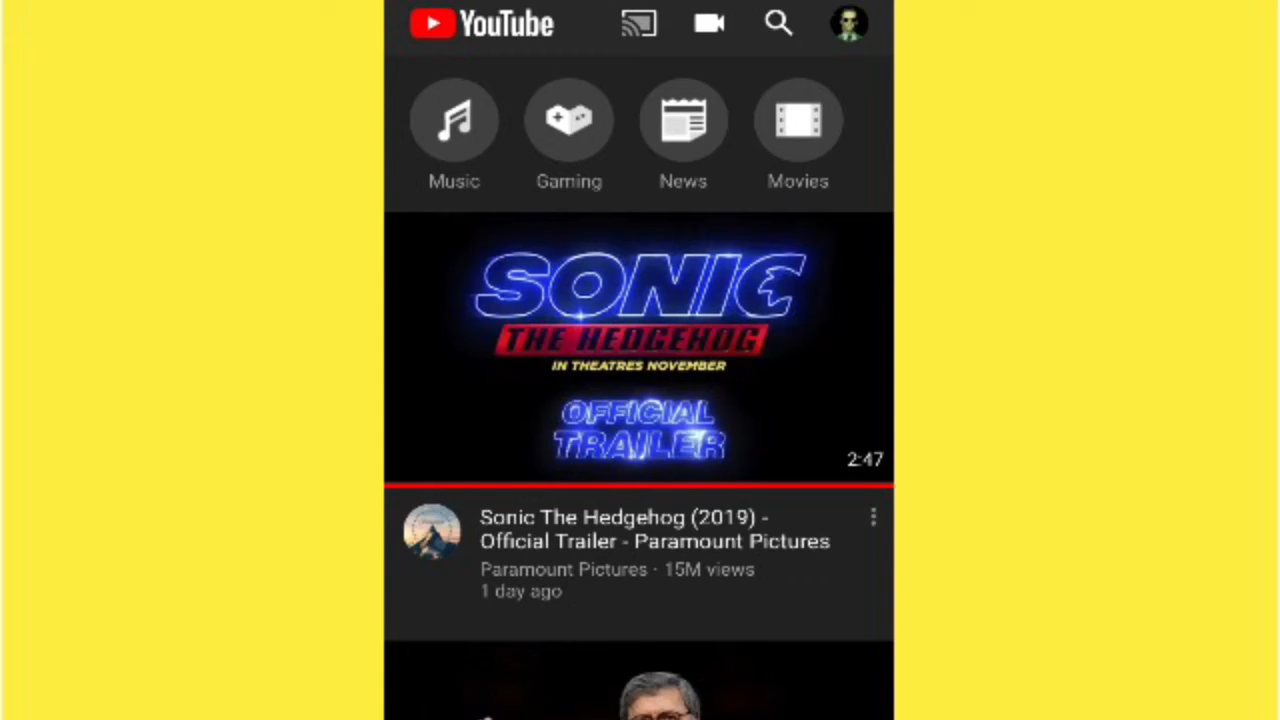 YouTube
Music Gaming News Movies
SONIC
THE HEDGEHOG
IN THEATRES NOVEMBER
OFFICIAL
TRAILER
2:47
Sonic The Hedgehog (2019) -
Official Trailer - Paramount Pictures
Paramount Pictures · 15M views
1 day ago